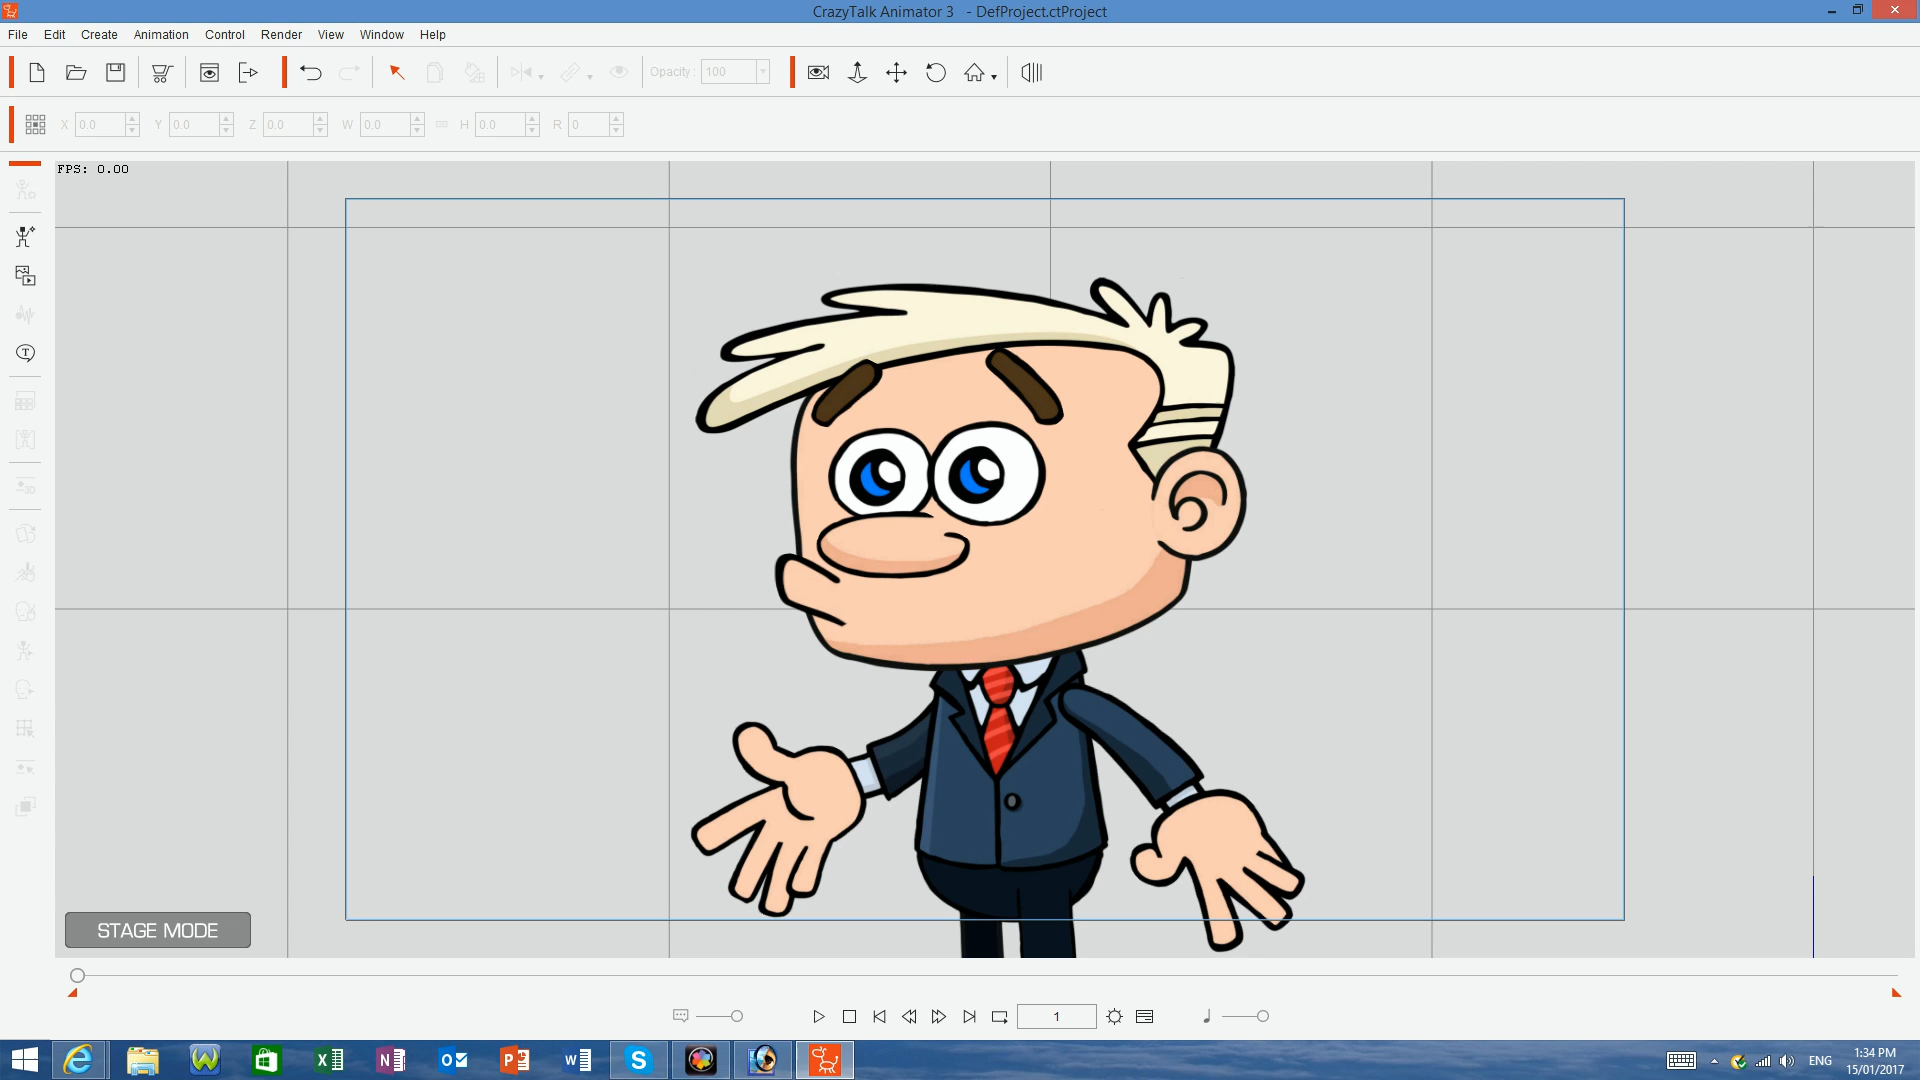 CrazyTalk Animator 3 - DefProject.ctProject
File Edit Create Animation Control Render View Window Help
Opacity : 100
X 0.0 Y 0.0 Z 0.0 W 0.0 H 0.0 R 0
FPS: 0.00
T
3D
STAGE MODE
1
ENG
1:34 PM
15/01/2017